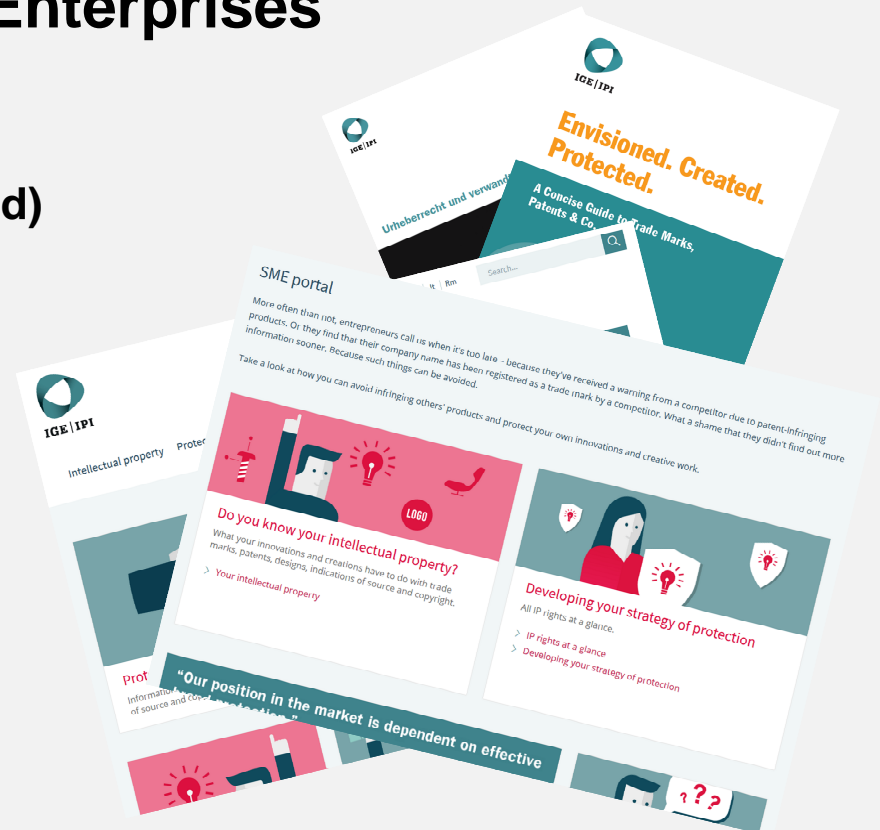 Enterprises
d)
IGE | IPI
Envisioned. Created.
Protected.
A Concise Guide to Trade Marks,
Patents & Co.
IGE | IPI
Urheberrecht und
It | Rm
Search...
SME portal
More often than not, entrepreneurs call us when it's too late - because they've received a warning from a competitor due to patent-infringing
products. Or they find that their company name has been registered as a trade mark by a competitor. What a shame that they didn't find out more
information sooner. Because such things can be avoided.
Take a look at how you can avoid infringing others' products and protect your own innovations and creative work.
IGE | IPI
Intellectual property Protec
LOGO
Do you know your intellectual property?
What your innovations and creations have to do with trade
marks, patents, designs, indications of source and copyright.
> Your intellectual property
Developing your strategy of protection
All IP rights at a glance.
> IP rights at a glance
> Developing your strategy of protection
Prot
Informatio
of source and cop
"Our position in the market is dependent on effective
brand protection."
? ? ?